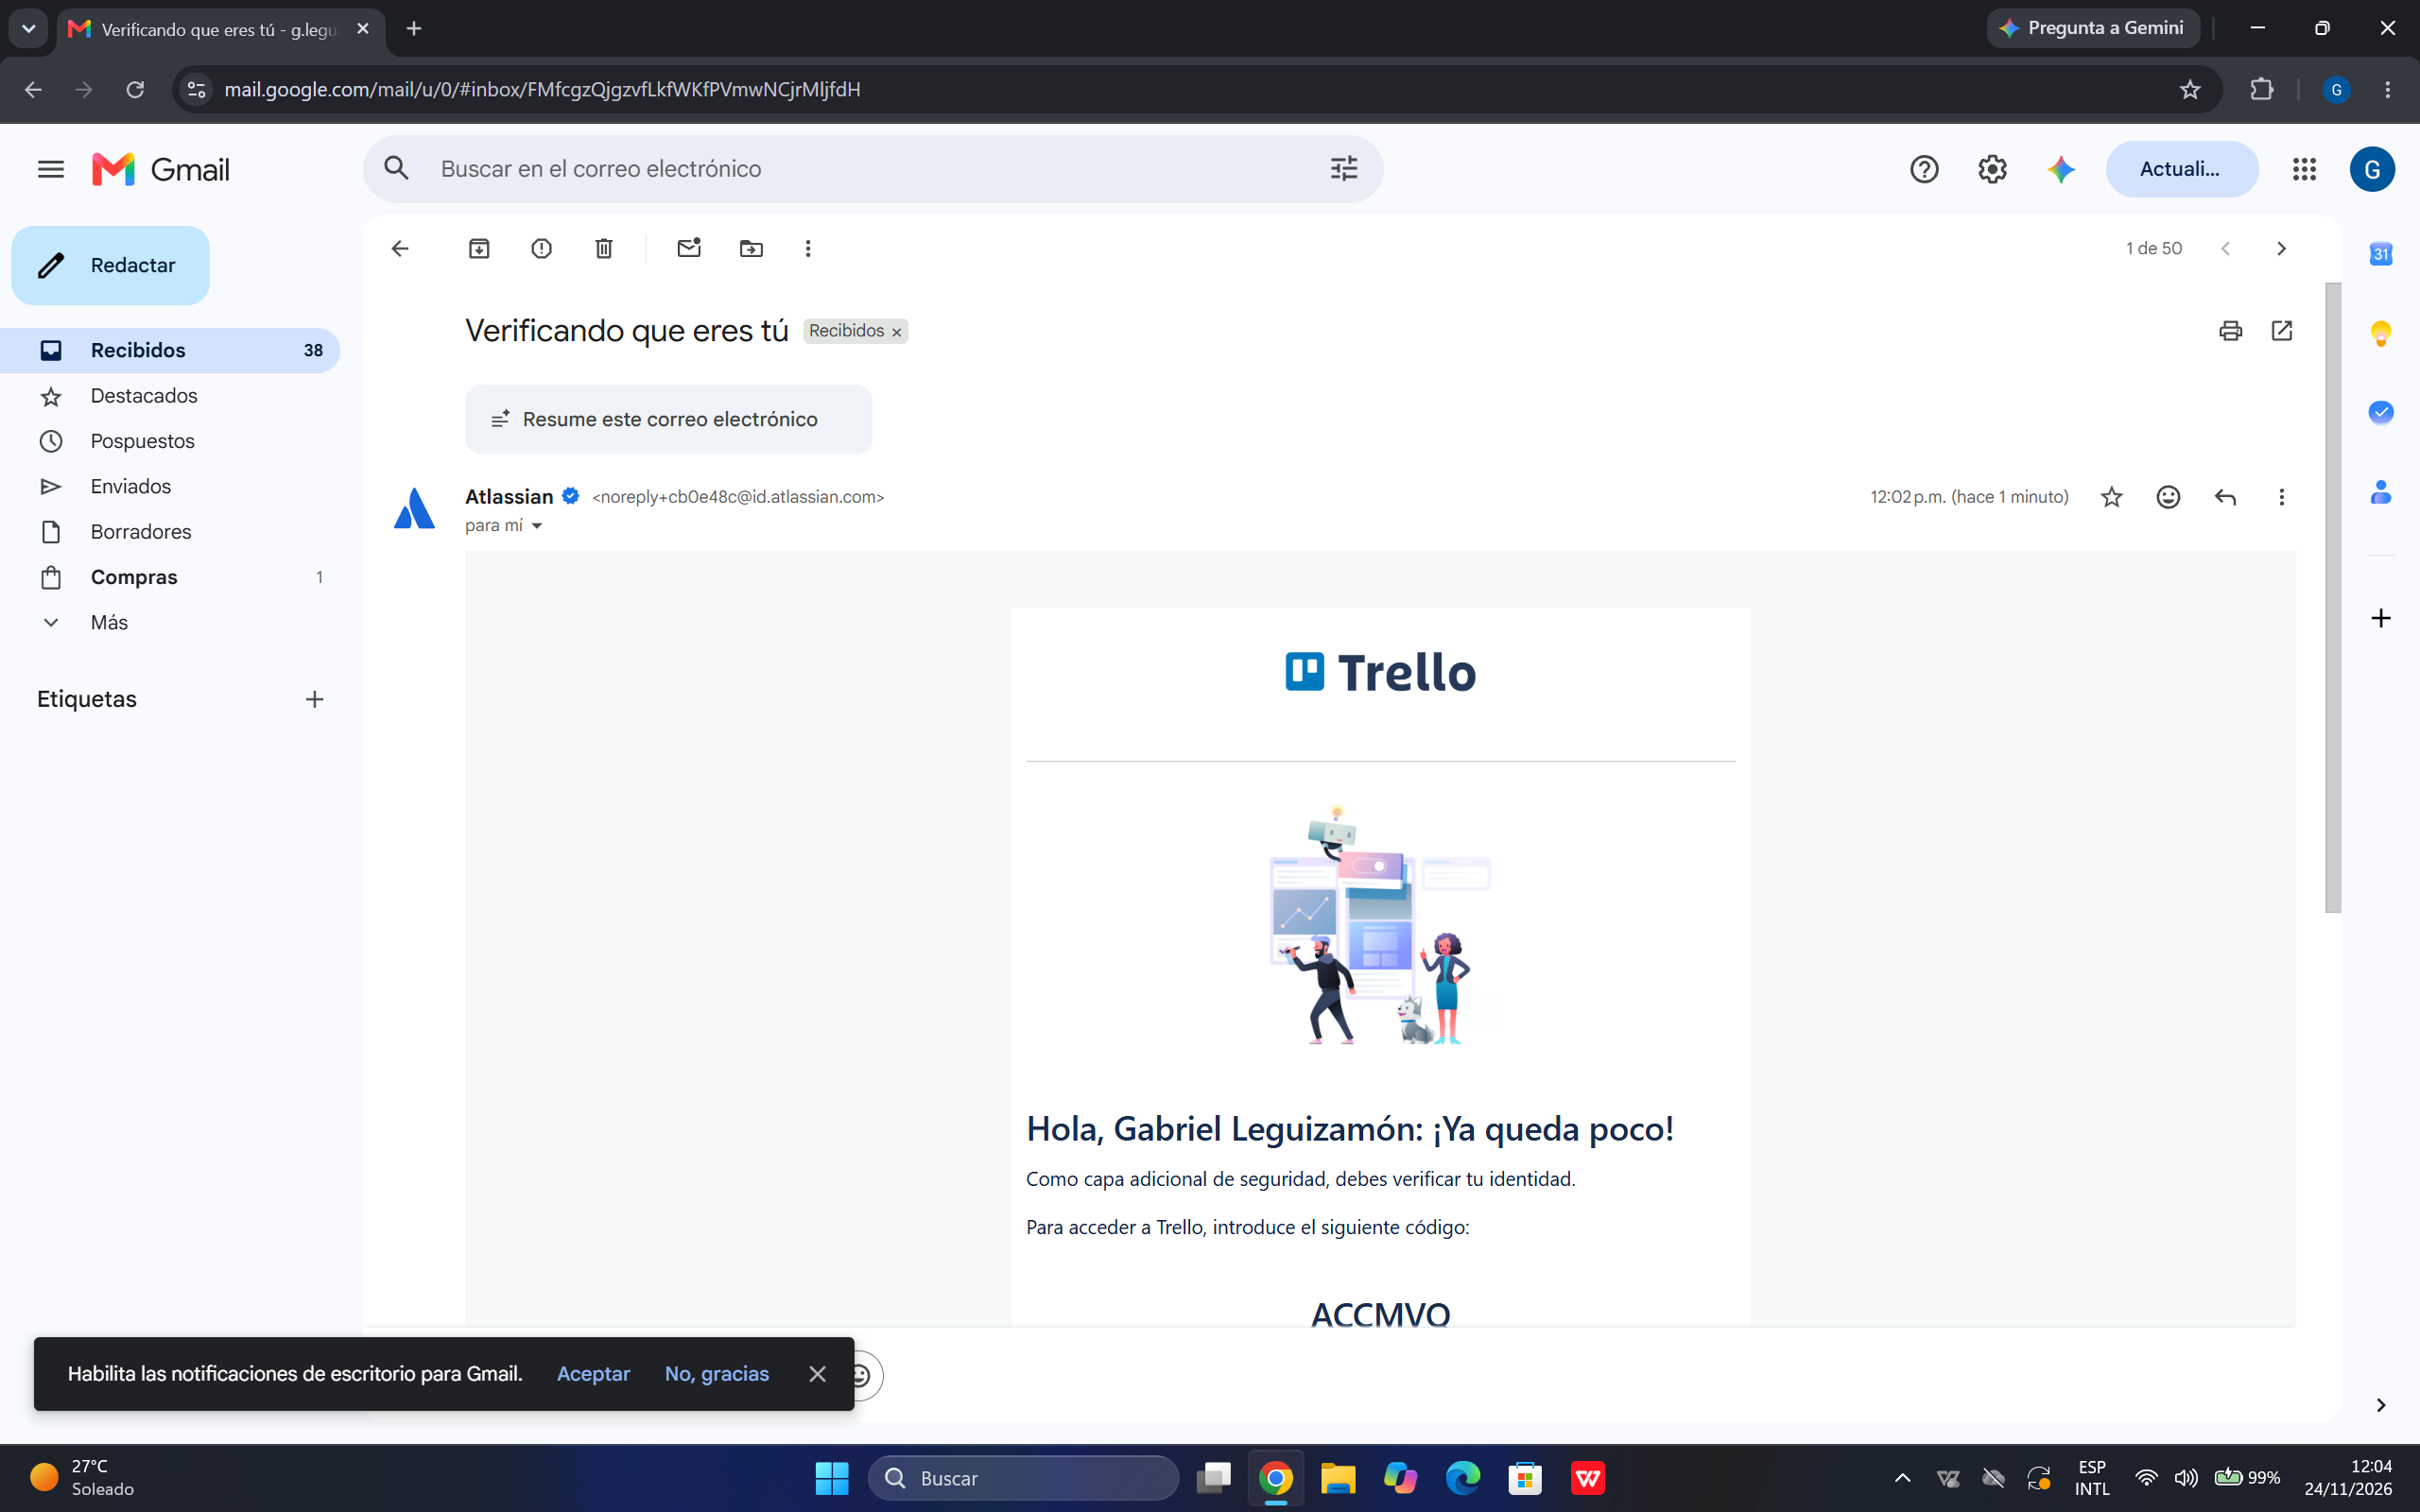 Verificando que eres tú - g.legu
Pregunta a Gemini
mail.google.com/mail/u/0/#inbox/FMfcgzQjgzvfLkfWKfPVmwNCjrMljfdH
G
Gmail
Buscar en el correo electrónico
Actuali...
G
Redactar
1 de 50
31
Recibidos 38
Destacados
Pospuestos
Enviados
Borradores
Compras 1
Más
Etiquetas
Verificando que eres tú Recibidos
Resume este correo electrónico
Atlassian <noreply+cb0e48c@id.atlassian.com>
12:02 p.m. (hace 1 minuto)
para mí
Trello
Hola, Gabriel Leguizamón: ¡Ya queda poco!
Como capa adicional de seguridad, debes verificar tu identidad.
Para acceder a Trello, introduce el siguiente código:
Habilita las notificaciones de escritorio para Gmail. Aceptar No, gracias
27°C
Soleado
Buscar
ESP
INTL
99%
12:04
24/11/2026